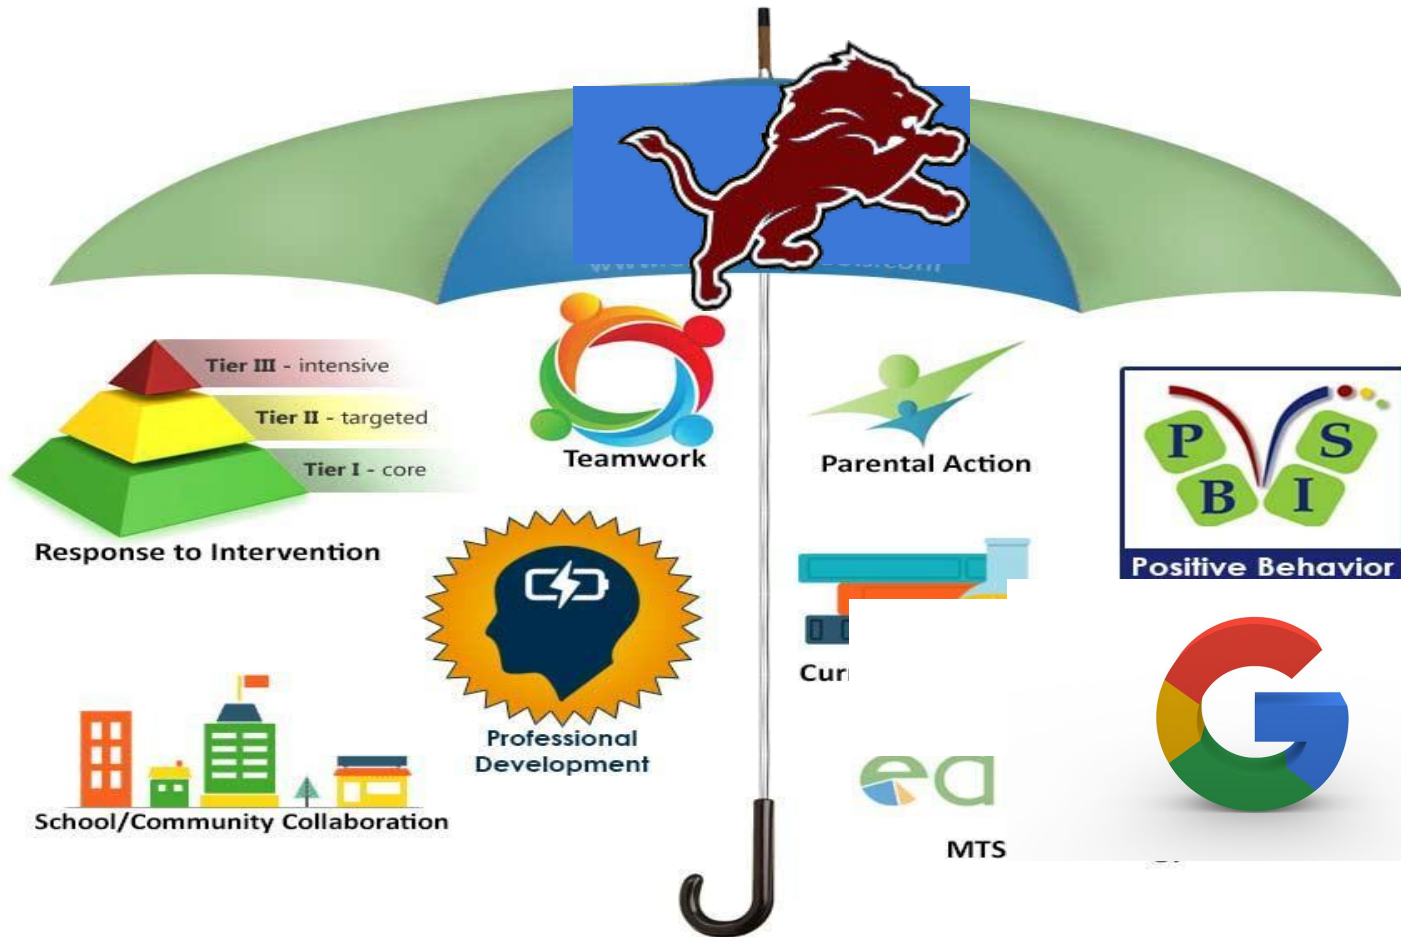 Tier III - intensive
Tier II - targeted
Tier I - core
Response to Intervention
Teamwork
Parental Action
P S
B I
Positive Behavior
Professional
Development
School/Community Collaboration
ea
MTS